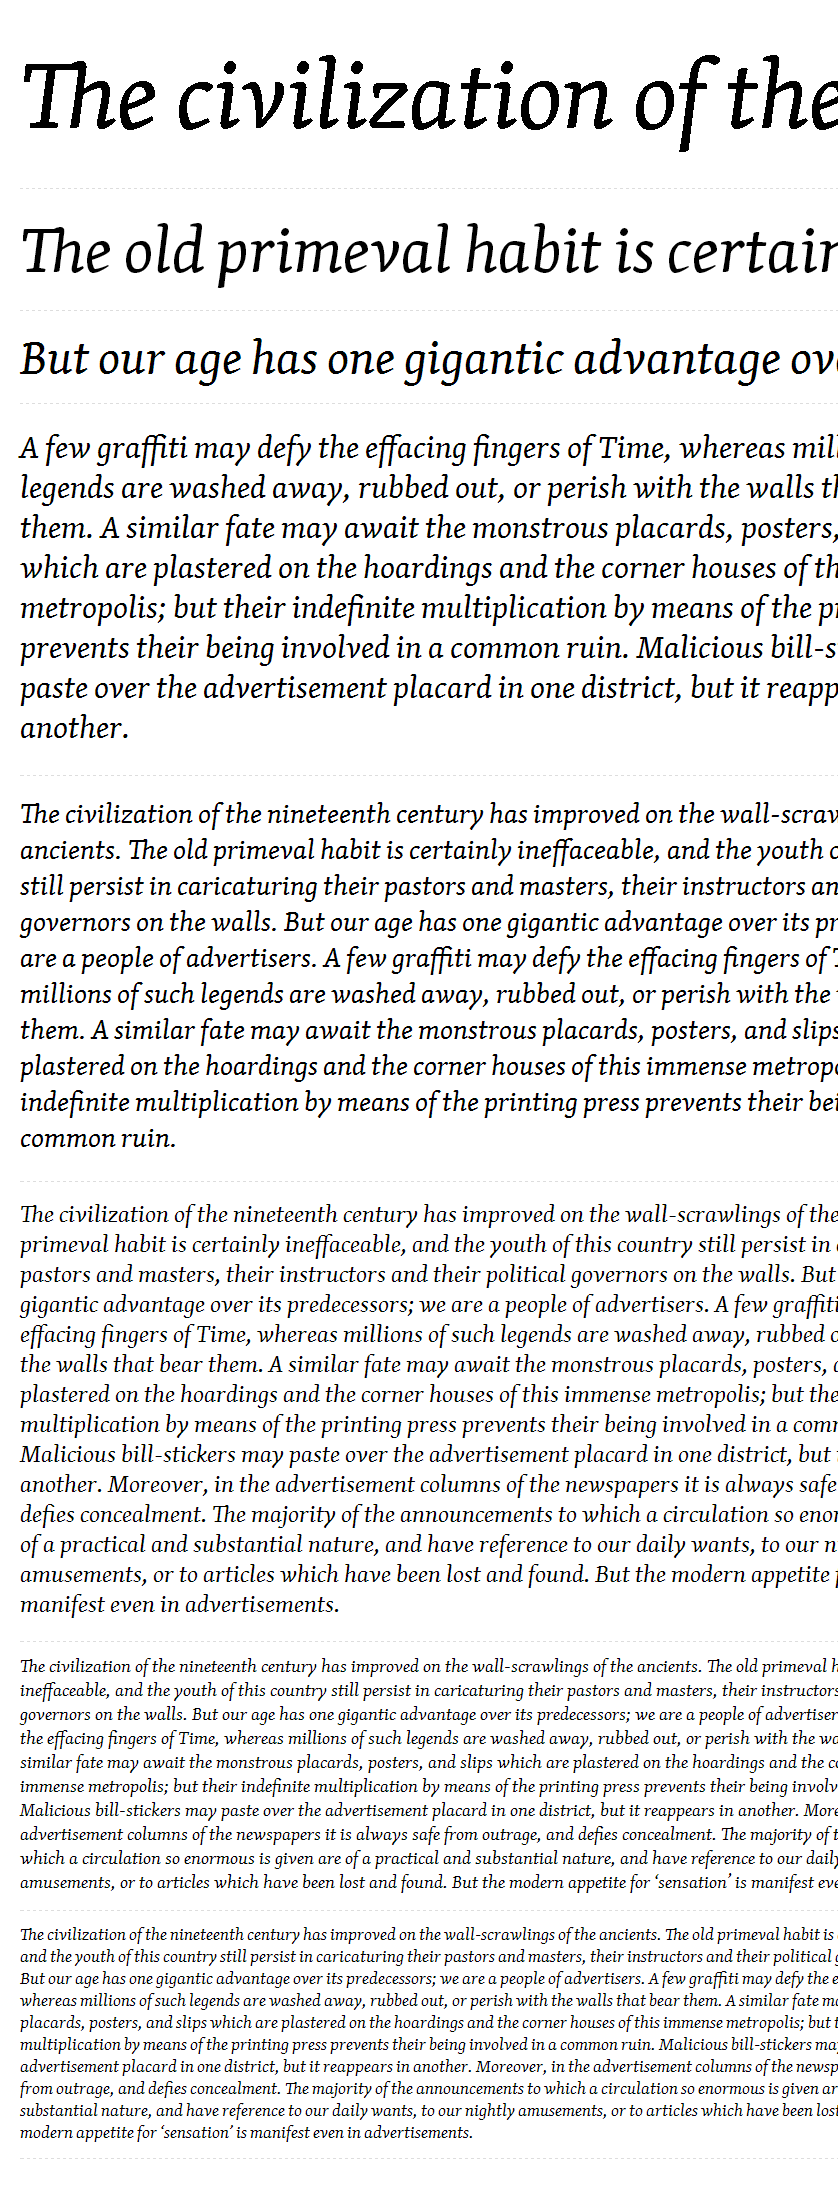 The civilization of the
The old primeval habit is
But our age has one gigantic advantage
A few graffiti may defy the effacing fingers of Time, whereas
legends are washed away, rubbed out, or perish with the walls
them. A similar fate may await the monstrous placards, posters,
which are plastered on the hoardings and the corner houses of
metropolis; but their indefinite multiplication by means of the
prevents their being involved in a common ruin. Malicious
paste over the advertisement placard in one district, but it
another.
The civilization of the nineteenth century has improved on the
ancients. The old primeval habit is certainly ineffaceable, and the youth
still persist in caricaturing their pastors and masters, their instructors
governors on the walls. But our age has one gigantic advantage over its
are a people of advertisers. A few graffiti may defy the effacing fingers of
millions of such legends are washed away, rubbed out, or perish with the
them. A similar fate may await the monstrous placards, posters, and slips
plastered on the hoardings and the corner houses of this immense
indefinite multiplication by means of the printing press prevents their
common ruin.
The civilization of the nineteenth century has improved on the wall-scrawlings of the
primeval habit is certainly ineffaceable, and the youth of this country still persist in
pastors and masters, their instructors and their political governors on the walls. But
gigantic advantage over its predecessors; we are a people of advertisers. A few graffiti
effacing fingers of Time, whereas millions of such legends are washed away, rubbed
the walls that bear them. A similar fate may await the monstrous placards, posters,
plastered on the hoardings and the corner houses of this immense metropolis; but
multiplication by means of the printing press prevents their being involved in a
Malicious bill-stickers may paste over the advertisement placard in one district, but
another. Moreover, in the advertisement columns of the newspapers it is always safe
defies concealment. The majority of the announcements to which a circulation so
of a practical and substantial nature, and have reference to our daily wants, to our
amusements, or to articles which have been lost and found. But the modern appetite
manifest even in advertisements.
The civilization of the nineteenth century has improved on the wall-scrawlings of the ancients. The old primeval
ineffaceable, and the youth of this country still persist in caricaturing their pastors and masters, their instructors
governors on the walls. But our age has one gigantic advantage over its predecessors; we are a people of
the effacing fingers of Time, whereas millions of such legends are washed away, rubbed out, or perish with the
similar fate may await the monstrous placards, posters, and slips which are plastered on the hoardings and the
immense metropolis; but their indefinite multiplication by means of the printing press prevents their being
Malicious bill-stickers may paste over the advertisement placard in one district, but it reappears in another.
advertisement columns of the newspapers it is always safe from outrage, and defies concealment. The majority of
which a circulation so enormous is given are of a practical and substantial nature, and have reference to our daily
amusements, or to articles which have been lost and found. But the modern appetite for ‘sensation’ is manifest
The civilization of the nineteenth century has improved on the wall-scrawlings of the ancients. The old primeval habit is
and the youth of this country still persist in caricaturing their pastors and masters, their instructors and their political
But our age has one gigantic advantage over its predecessors; we are a people of advertisers. A few graffiti may defy the
whereas millions of such legends are washed away, rubbed out, or perish with the walls that bear them. A similar fate
placards, posters, and slips which are plastered on the hoardings and the corner houses of this immense metropolis; but
multiplication by means of the printing press prevents their being involved in a common ruin. Malicious bill-stickers
advertisement placard in one district, but it reappears in another. Moreover, in the advertisement columns of the
from outrage, and defies concealment. The majority of the announcements to which a circulation so enormous is given
substantial nature, and have reference to our daily wants, to our nightly amusements, or to articles which have been
modern appetite for ‘sensation’ is manifest even in advertisements.